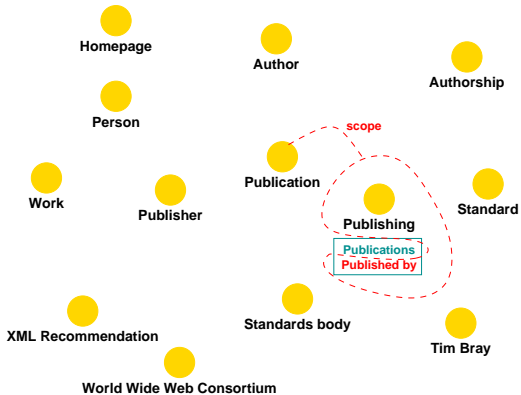 Homepage
Author
Authorship
Person
scope
Publication
Work
Publisher
Standard
Publishing
Publications
Published by
Standards body
XML Recommendation
Tim Bray
World Wide Web Consortium